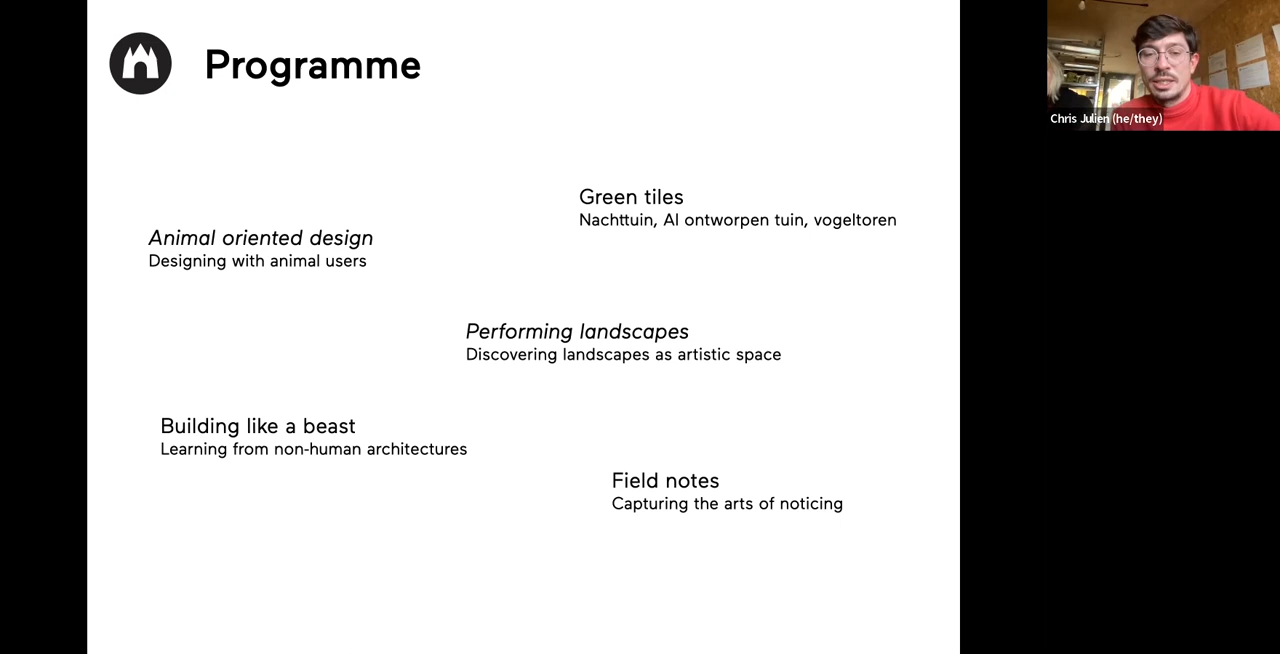 Programme
Green tiles
Nachttuin, AI ontworpen tuin, vogeltoren
Animal oriented design
Designing with animal users
Performing landscapes
Discovering landscapes as artistic space
Building like a beast
Learning from non-human architectures
Field notes
Capturing the arts of noticing
Chris Julien (he/they)